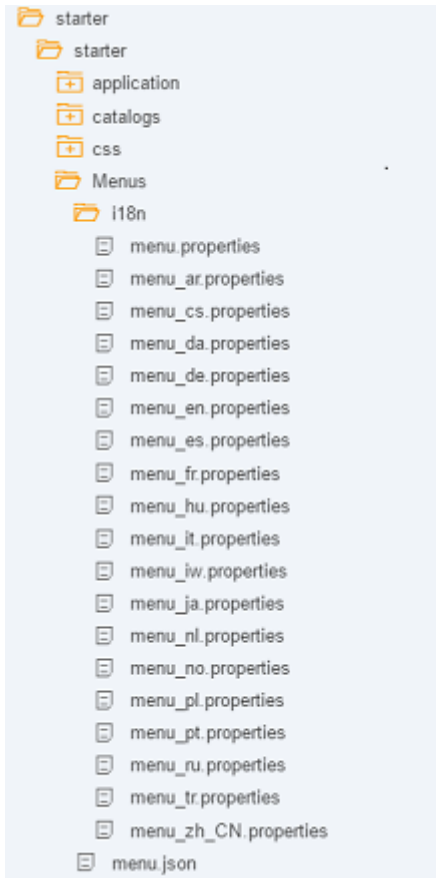 starter
starter
application
catalogs
css
Menus
i18n
menu.properties
menu_ar.properties
menu_cs.properties
menu_da.properties
menu_de.properties
menu_en.properties
menu_es.properties
menu_fr.properties
menu_hu.properties
menu_it.properties
menu_iw.properties
menu_ja.properties
menu_nl.properties
menu_no.properties
menu_pl.properties
menu_pt.properties
menu_ru.properties
menu_tr.properties
menu_zh_CN.properties
menu.json